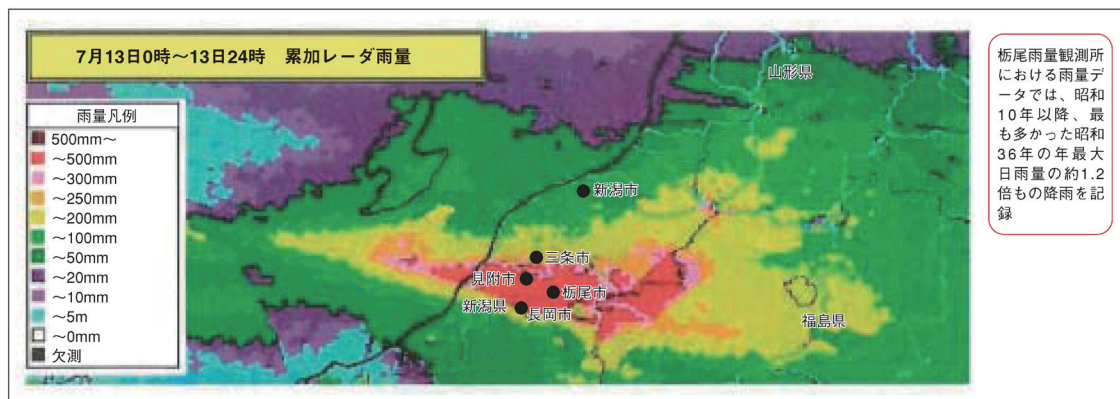 7月13日0時～13日24時　累加レーダ雨量
雨量凡例
500mm～
～500mm
～300mm
～250mm
～200mm
～100mm
～50mm
～20mm
～10mm
～5m
～0mm
欠測
山形県
新潟市
三条市
見附市
栃尾市
新潟県
長岡市
福島県
栃尾雨量観測所
における雨量デ
ータでは、昭和
10年以降、最
も多かった昭和
36年の年最大
日雨量の約1.2
倍もの降雨を記
録